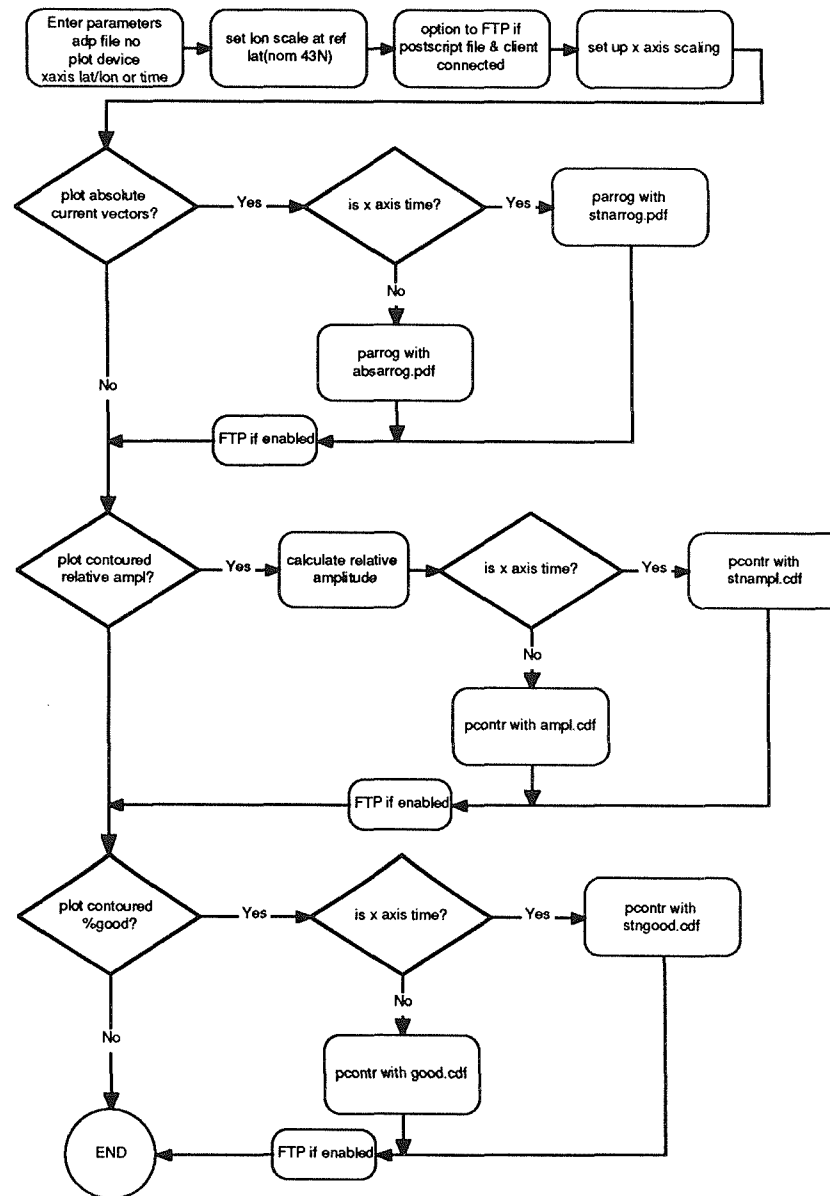 Enter parameters
adp file no
plot device
xaxis lat/lon or time
set lon scale at ref
lat(nom 43N)
option to FTP if
postscript file & client
connected
set up x axis scaling
plot absolute
current vectors?
Yes
is x axis time?
Yes
parrog with
stnarrog.pdf
No
parrog with
absarrog.pdf
No
FTP if enabled
plot contoured
relative ampl?
Yes
calculate relative
amplitude
is x axis time?
Yes
pcontr with
stnampl.cdf
No
pcontr with ampl.cdf
FTP if enabled
plot contoured
%good?
Yes
is x axis time?
Yes
pcontr with
stngood.cdf
No
No
pcontr with good.cdf
END
FTP if enabled